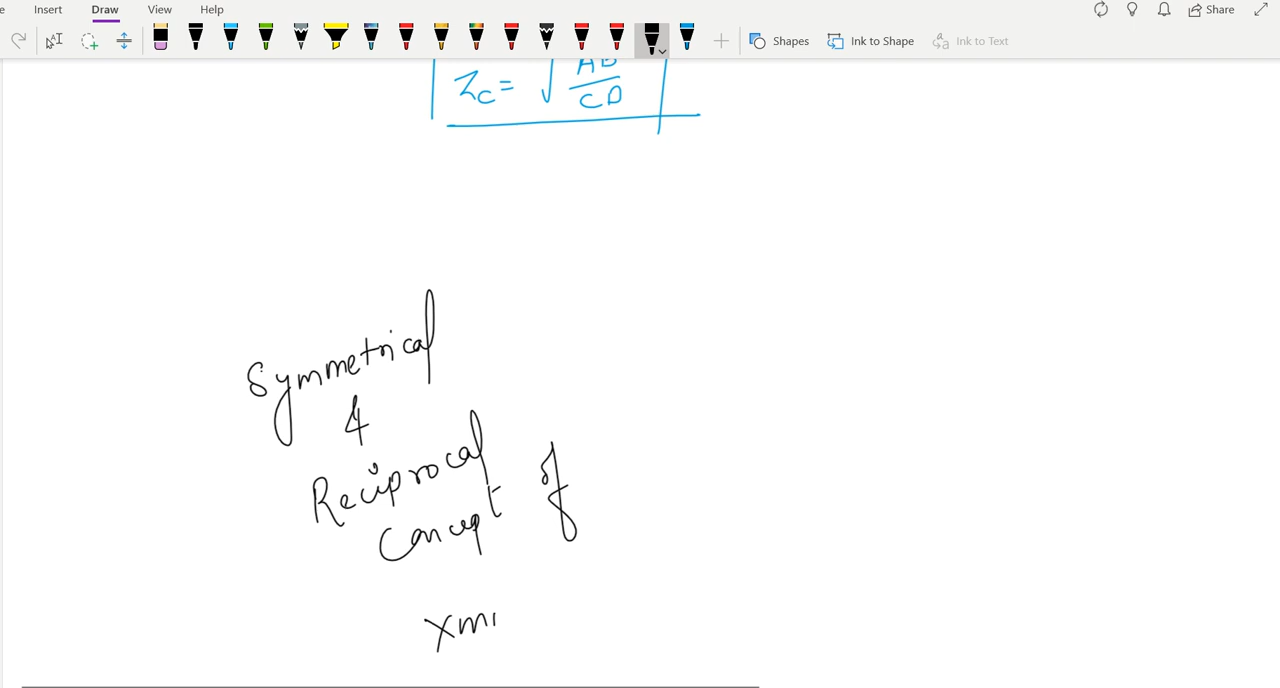 Insert Draw View Help Share
Shapes Ink to Shape Ink to Text
Zc = √ AB
CD
Symmetrical
&
Reciprocal
Concept of
Xm